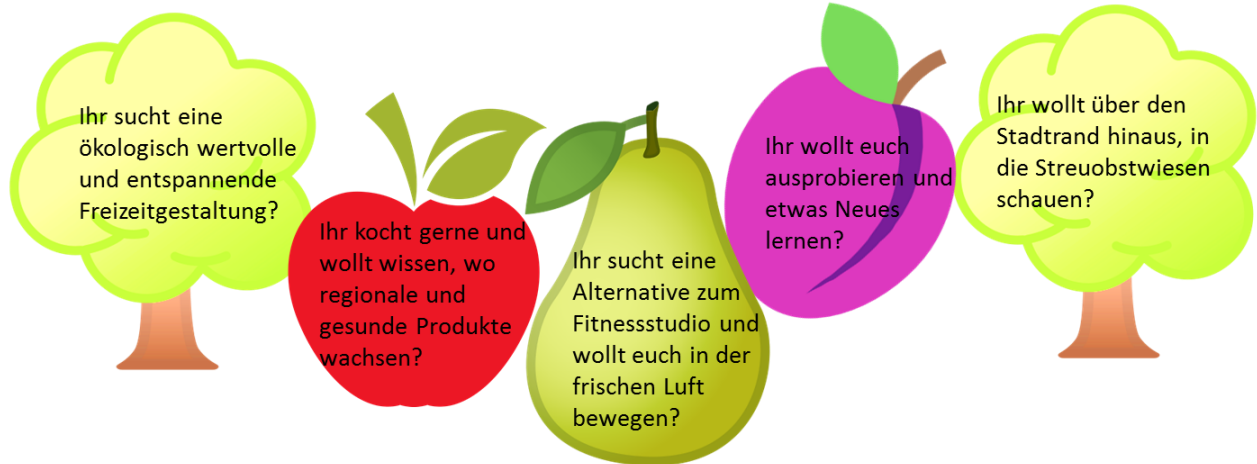 Ihr sucht eine
ökologisch wertvolle
und entspannende
Freizeitgestaltung?
Ihr kocht gerne und
wollt wissen, wo
regionale und
gesunde Produkte
wachsen?
Ihr sucht eine
Alternative zum
Fitnessstudio und
wollt euch in der
frischen Luft
bewegen?
Ihr wollt euch
ausprobieren und
etwas Neues
lernen?
Ihr wollt über den
Stadtrand hinaus, in
die Streuobstwiesen
schauen?